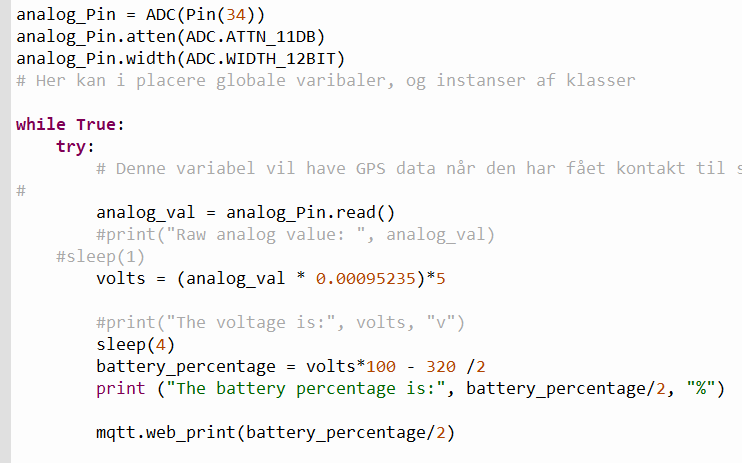 analog_Pin = ADC(Pin(34))
analog_Pin.atten(ADC.ATTN_11DB)
analog_Pin.width(ADC.WIDTH_12BIT)
# Her kan i placere globale varibaler, og instanser af klasser
while True:
try:
# Denne variabel vil have GPS data når den har fået kontakt til s
#
analog_val = analog_Pin.read()
#print("Raw analog value: ", analog_val)
#sleep(1)
volts = (analog_val * 0.00095235)*5
#print("The voltage is:", volts, "v")
sleep(4)
battery_percentage = volts*100 - 320 /2
print ("The battery percentage is:", battery_percentage/2, "%")
mqtt.web_print(battery_percentage/2)